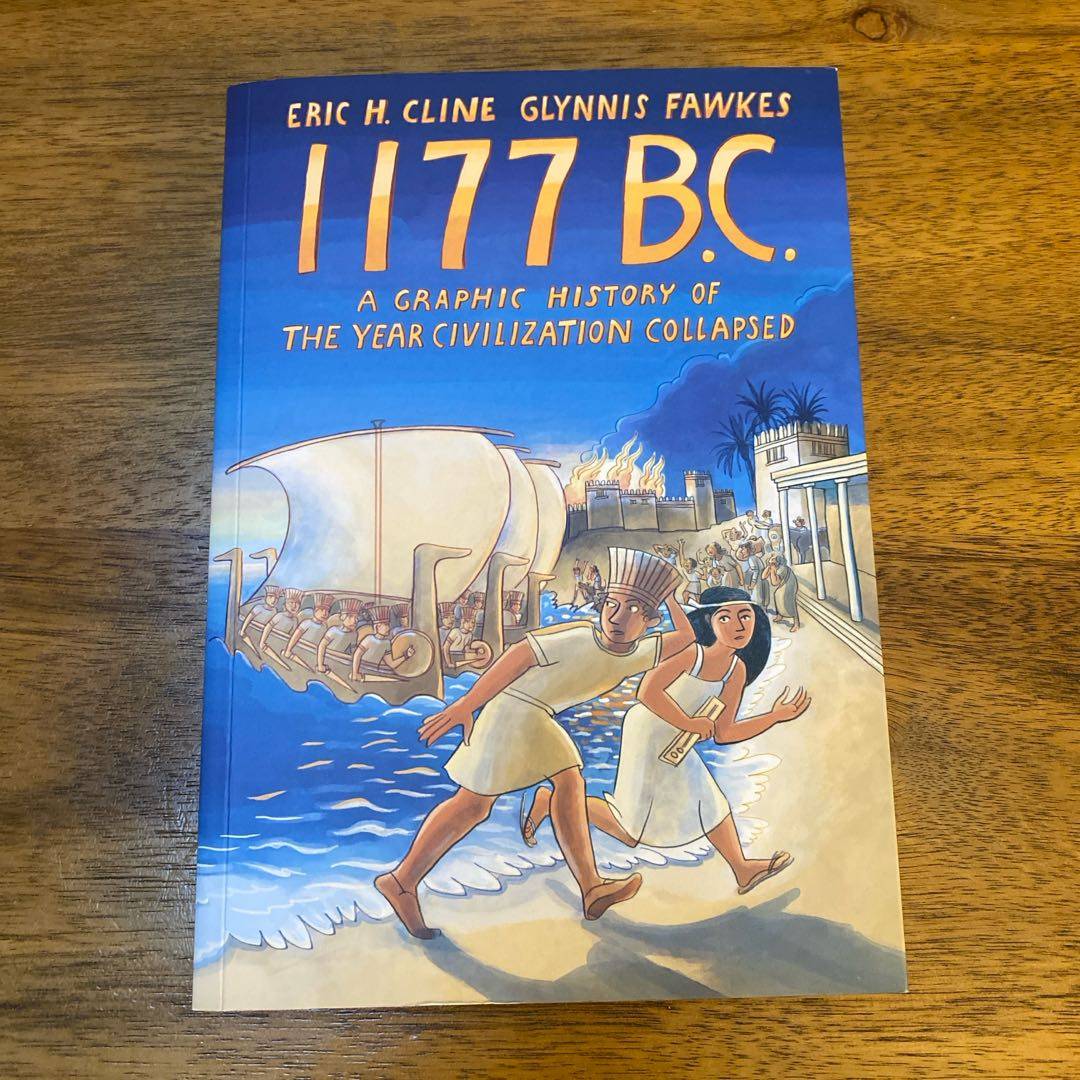 ERIC H. CLINE GLYNNIS FAWKES
1177 B.C.
A GRAPHIC HISTORY OF
THE YEAR CIVILIZATION COLLAPSED